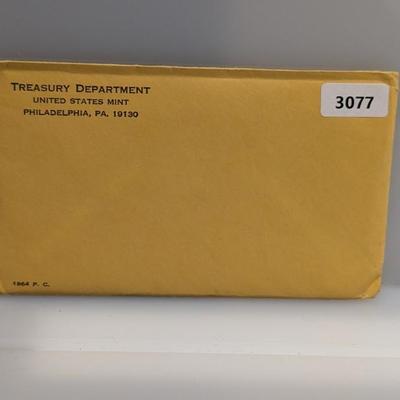 TREASURY DEPARTMENT
UNITED STATES MINT
PHILADELPHIA, PA. 19130
3077
1964 P. C.